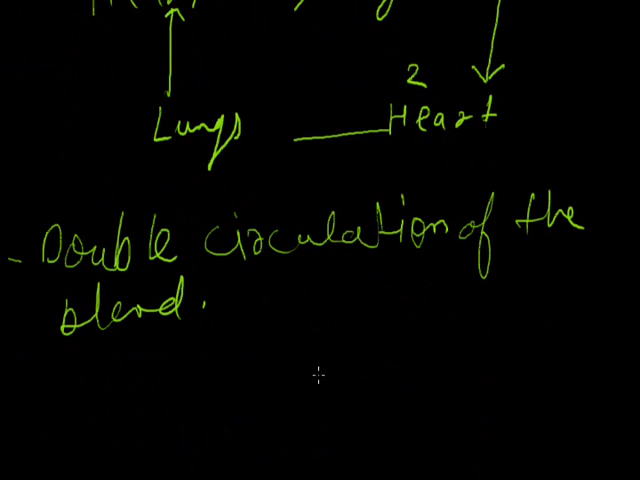 2
Lungs Heart
- Double circulation of the
blood.